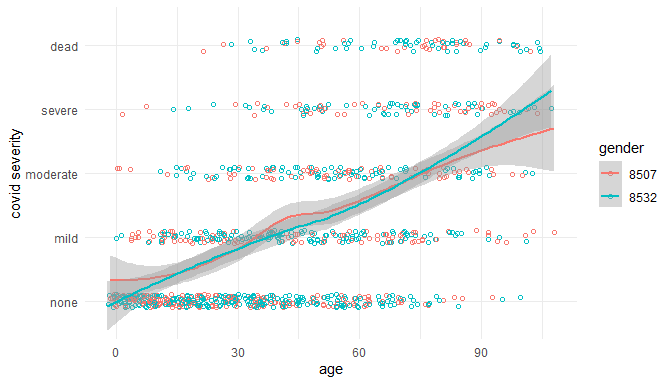 dead
severe
moderate
mild
none
covid severity
0
30
60
90
age
gender
8507
8532